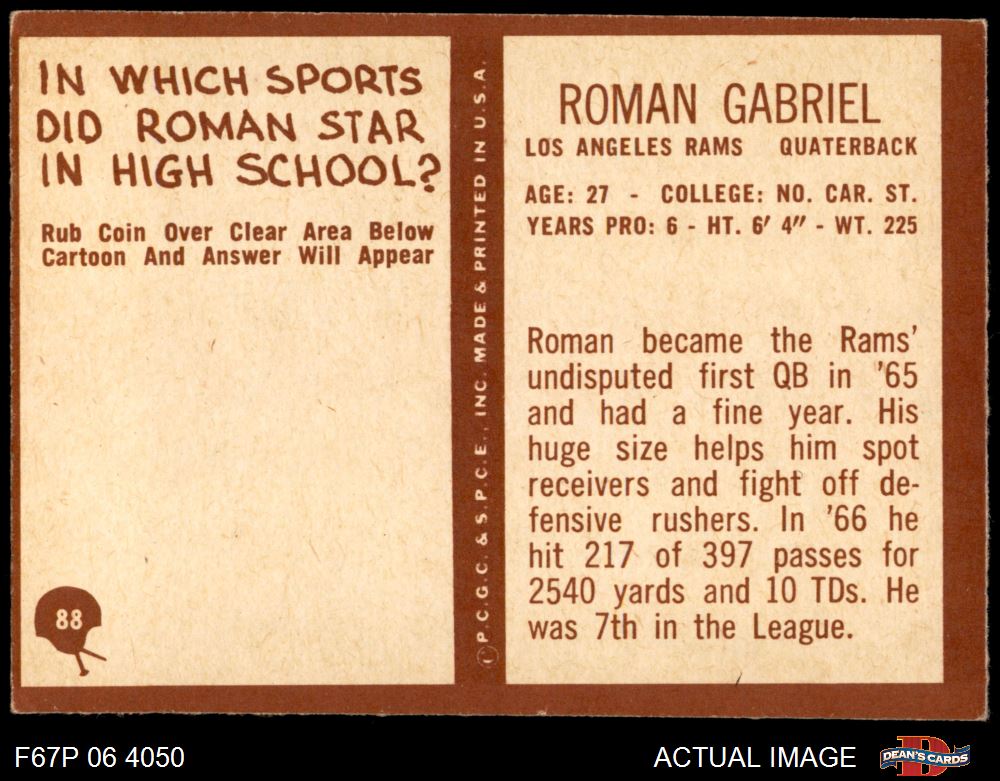 IN WHICH SPORTS
DID ROMAN STAR
IN HIGH SCHOOL?
Rub Coin Over Clear Area Below
Cartoon And Answer Will Appear
88
Ⓒ P.C.G.C. & S.P.C.E., INC. MADE & PRINTED IN U.S.A.
ROMAN GABRIEL
LOS ANGELES RAMS QUATERBACK
AGE: 27 - COLLEGE: NO. CAR. ST.
YEARS PRO: 6 - HT. 6′ 4″ - WT. 225
Roman became the Rams'
undisputed first QB in '65
and had a fine year. His
huge size helps him spot
receivers and fight off de-
fensive rushers. In '66 he
hit 217 of 397 passes for
2540 yards and 10 TDs. He
was 7th in the League.
F67P 06 4050
ACTUAL IMAGE
DEAN'S CARDS